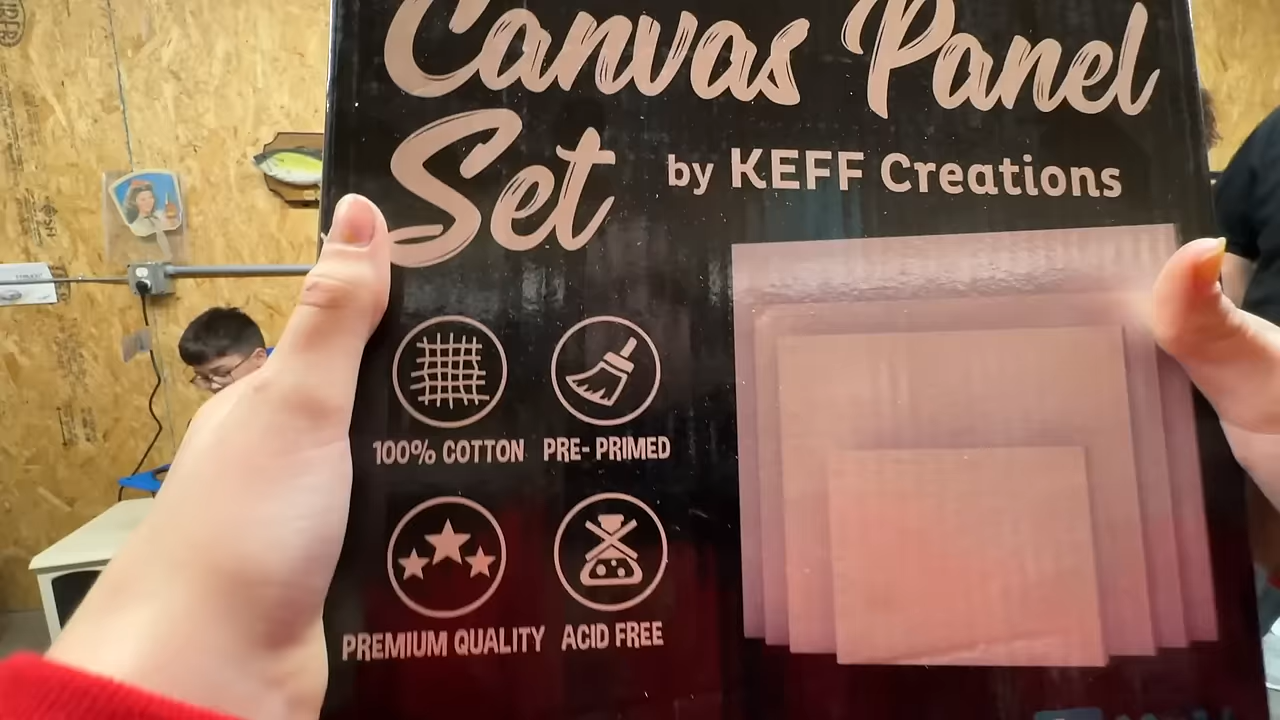 Canvas Panel
Set by KEFF Creations
100% COTTON PRE-PRIMED
PREMIUM QUALITY ACID FREE